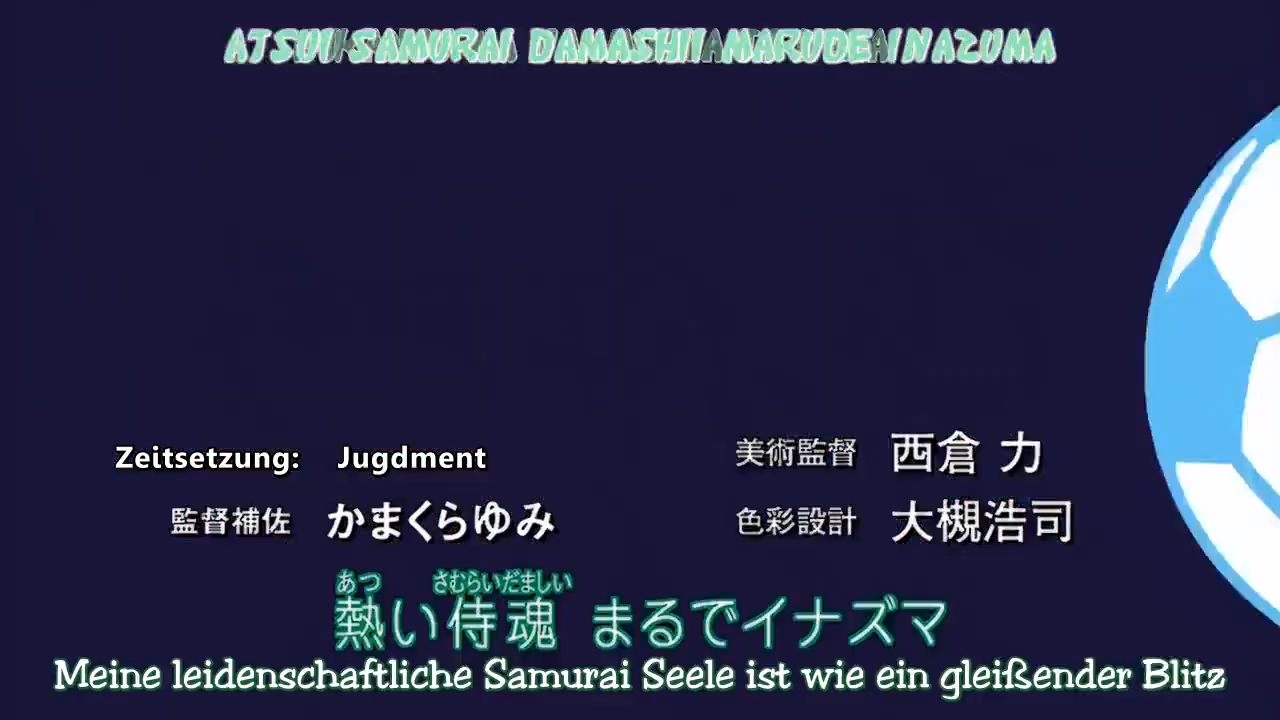 ATSUI SAMURAI DAMASHII MARUDE INAZUMA
Zeitsetzung: Jugdment
美術監督 西倉 力
監督補佐 かまくらゆみ
色彩設計 大槻浩司
あつ さむらいだましい
熱い侍魂 まるでイナズマ
Meine leidenschaftliche Samurai Seele ist wie ein gleißender Blitz